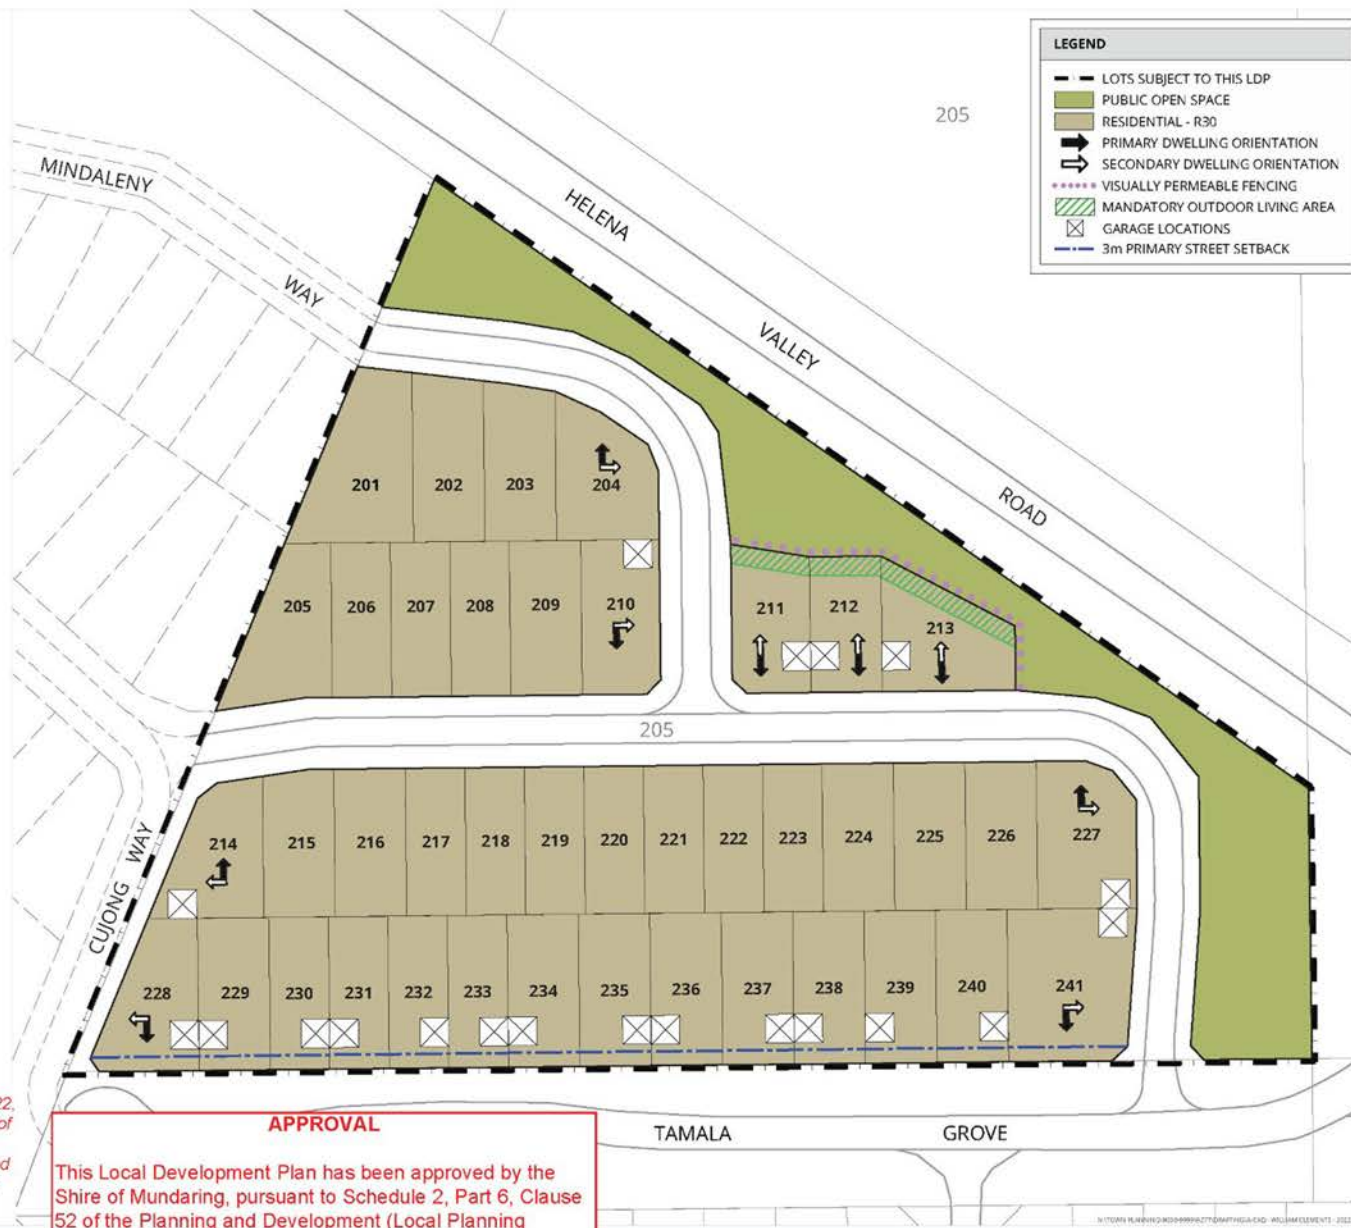 LEGEND
LOTS SUBJECT TO THIS LDP
PUBLIC OPEN SPACE
RESIDENTIAL - R30
PRIMARY DWELLING ORIENTATION
SECONDARY DWELLING ORIENTATION
VISUALLY PERMEABLE FENCING
MANDATORY OUTDOOR LIVING AREA
GARAGE LOCATIONS
3m PRIMARY STREET SETBACK
205
MINDALENY
WAY
HELENA
VALLEY
ROAD
201 202 203 204
205 206 207 208 209 210
211 212 213
205
214 215 216 217 218 219 220 221 222 223 224 225 226 227
CUJONG WAY
228 229 230 231 232 233 234 235 236 237 238 239 240 241
22,
of
d
TAMALA GROVE
APPROVAL
This Local Development Plan has been approved by the
Shire of Mundaring, pursuant to Schedule 2, Part 6, Clause
52 of the Planning and Development (Local Planning